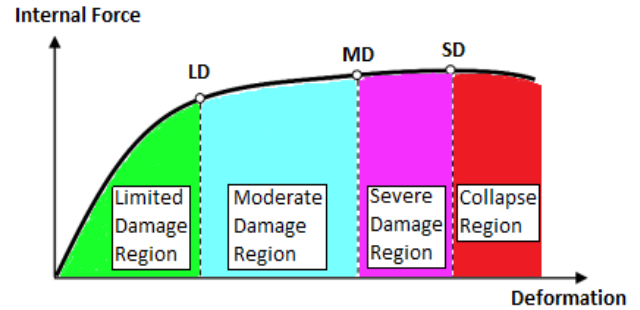 Internal Force
LD
MD
SD
Limited
Damage
Region
Moderate
Damage
Region
Severe
Damage
Region
Collapse
Region
Deformation